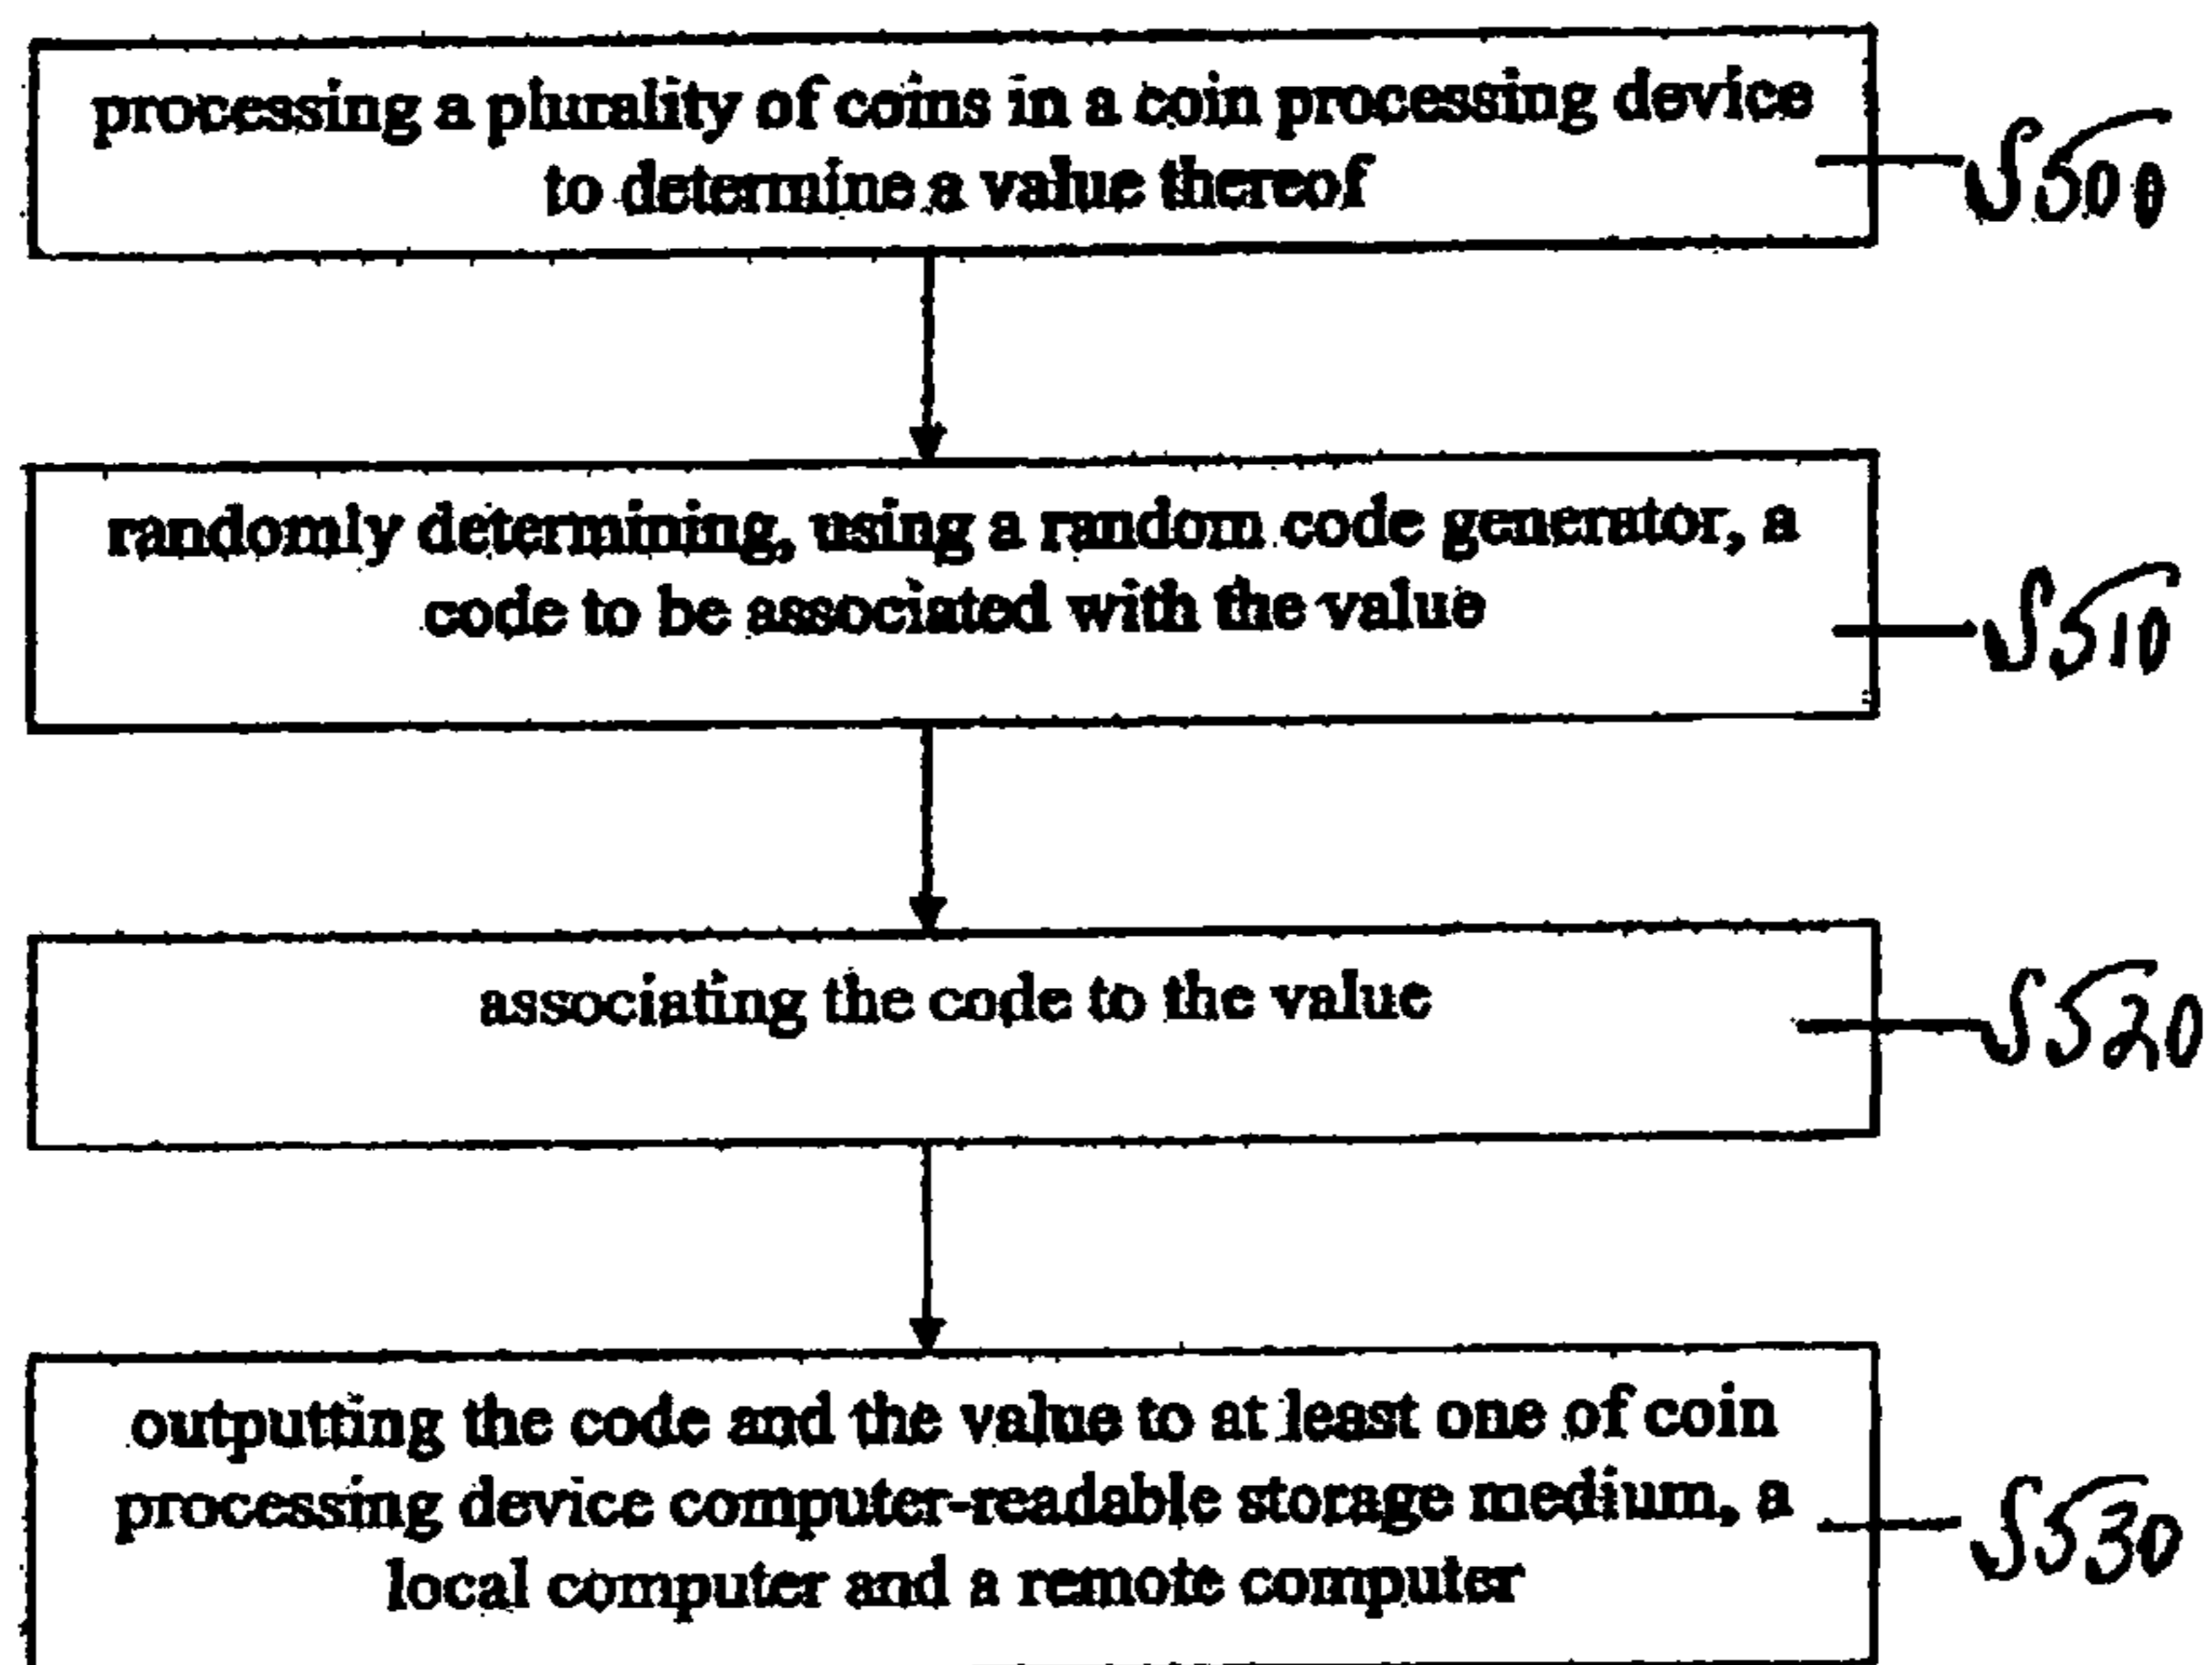 processing a plurality of coins in a coin processing device
to determine a value thereof
S500
randomly determining, using a random code generator, a
code to be associated with the value
S510
associating the code to the value
S520
outputting the code and the value to at least one of coin
processing device computer-readable storage medium, a
local computer and a remote computer
S530